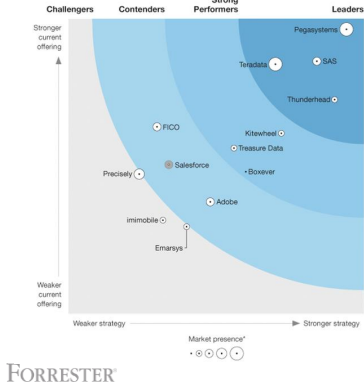 Strong
Challengers Contenders Performers Leaders
Stronger
current
offering
Pegasystems
Teradata
SAS
Thunderhead
FICO
Kitewheel
Treasure Data
Salesforce
Boxever
Precisely
Adobe
imimobile
Emarsys
Weaker
current
offering
Weaker strategy Stronger strategy
Market presence*
FORRESTER®